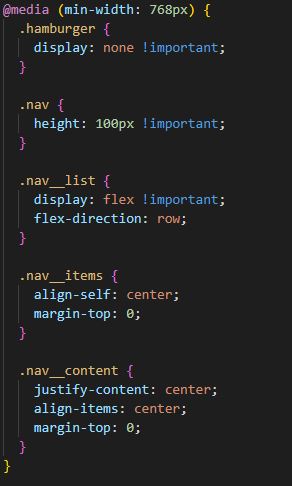 @media (min-width: 768px) {
  .hamburger {
    display: none !important;
  }

  .nav {
    height: 100px !important;
  }

  .nav__list {
    display: flex !important;
    flex-direction: row;
  }

  .nav__items {
    align-self: center;
    margin-top: 0;
  }

  .nav__content {
    justify-content: center;
    align-items: center;
    margin-top: 0;
  }
}